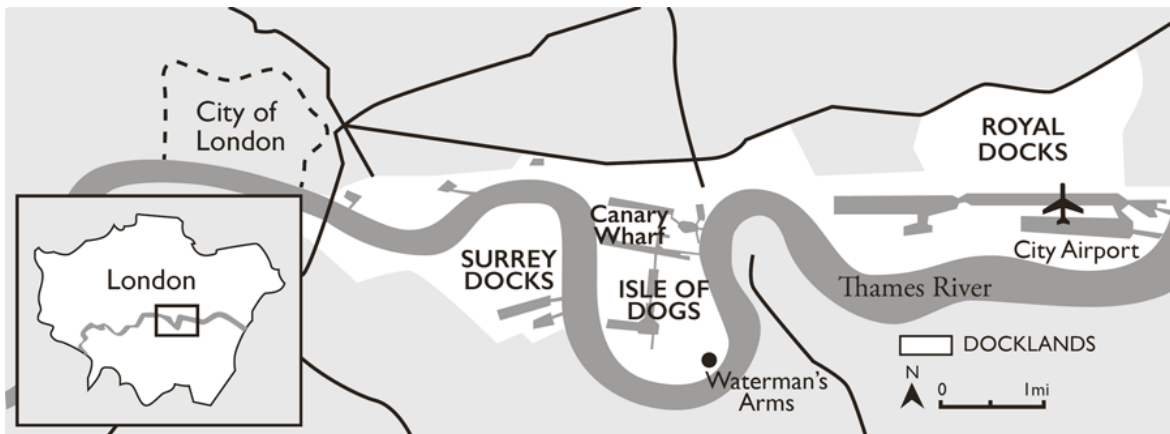 City of
London
ROYAL
DOCKS
Canary
Wharf
City Airport
SURREY
DOCKS
London
ISLE OF
DOGS
Thames River
DOCKLANDS
Waterman's
Arms
N
0 1mi